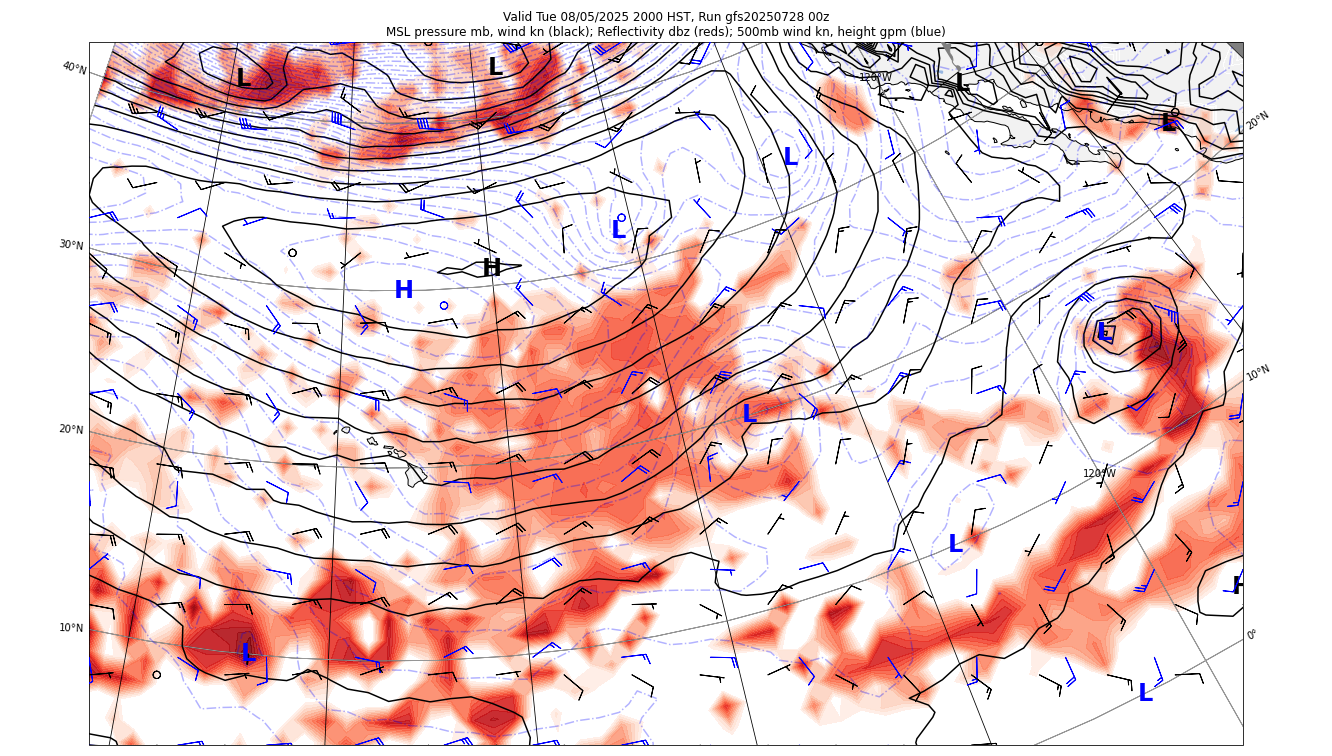 Valid Tue 08/05/2025 2000 HST, Run gfs20250728 00z
MSL pressure mb, wind kn (black); Reflectivity dbz (reds); 500mb wind kn, height gpm (blue)
40°N
L
L
120°W
L
L
20°N
L
30°N
L
H
H
L
10°N
20°N
L
120°W
L
H
10°N
L
0°
L